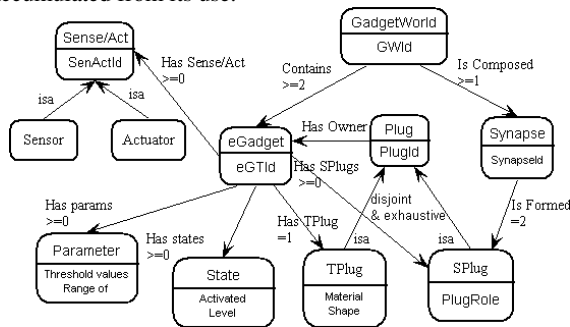 accumulated from its use.
GadgetWorld
GWId
Sense/Act
SenActId
Has Sense/Act
>=0
Contains
>=2
Is Composed
>=1
isa
isa
Sensor
Actuator
eGadget
eGTId
Has Owner
Plug
PlugId
Synapse
SynapseId
Has SPlugs
>=0
disjoint
& exhaustive
Has params
>=0
Has states
>=0
Has TPlug
=1
isa
isa
Is Formed
=2
Parameter
Threshold values
Range of
State
Activated
Level
TPlug
Material
Shape
SPlug
PlugRole